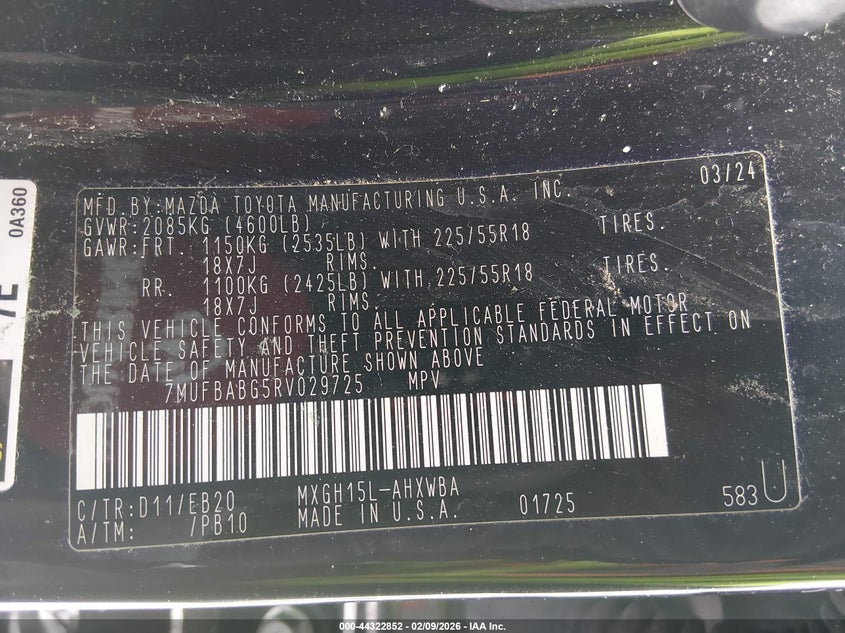 0A360
7E
MFD.BY:MAZDA TOYOTA MANUFACTURING U.S.A. INC. 03/24
GVWR:2085KG (4600LB)
GAWR:FRT. 1150KG (2535LB) WITH 225/55R18 TIRES.
18X7J RIMS.
RR. 1100KG (2425LB) WITH 225/55R18 TIRES.
18X7J RIMS.
THIS VEHICLE CONFORMS TO ALL APPLICABLE FEDERAL MOTOR
VEHICLE SAFETY AND THEFT PREVENTION STANDARDS IN EFFECT ON
THE DATE OF MANUFACTURE SHOWN ABOVE
7MUFBABG5RV029725 MPV
C/TR:D11/EB20 MXGH15L-AHXWBA
A/TM: /PB10 MADE IN U.S.A. 01725 583U
000-44322852 - 02/09/2026 - IAA Inc.